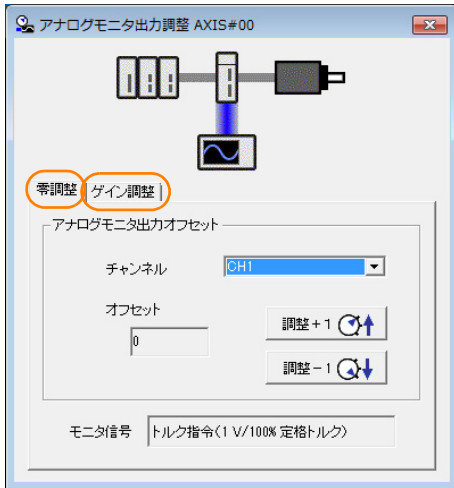 アナログモニタ出力調整 AXIS#00
零調整 ゲイン調整
アナログモニタ出力オフセット
チャンネル CH1
オフセット
0
調整+1
調整-1
モニタ信号 トルク指令(1 V/100% 定格トルク)